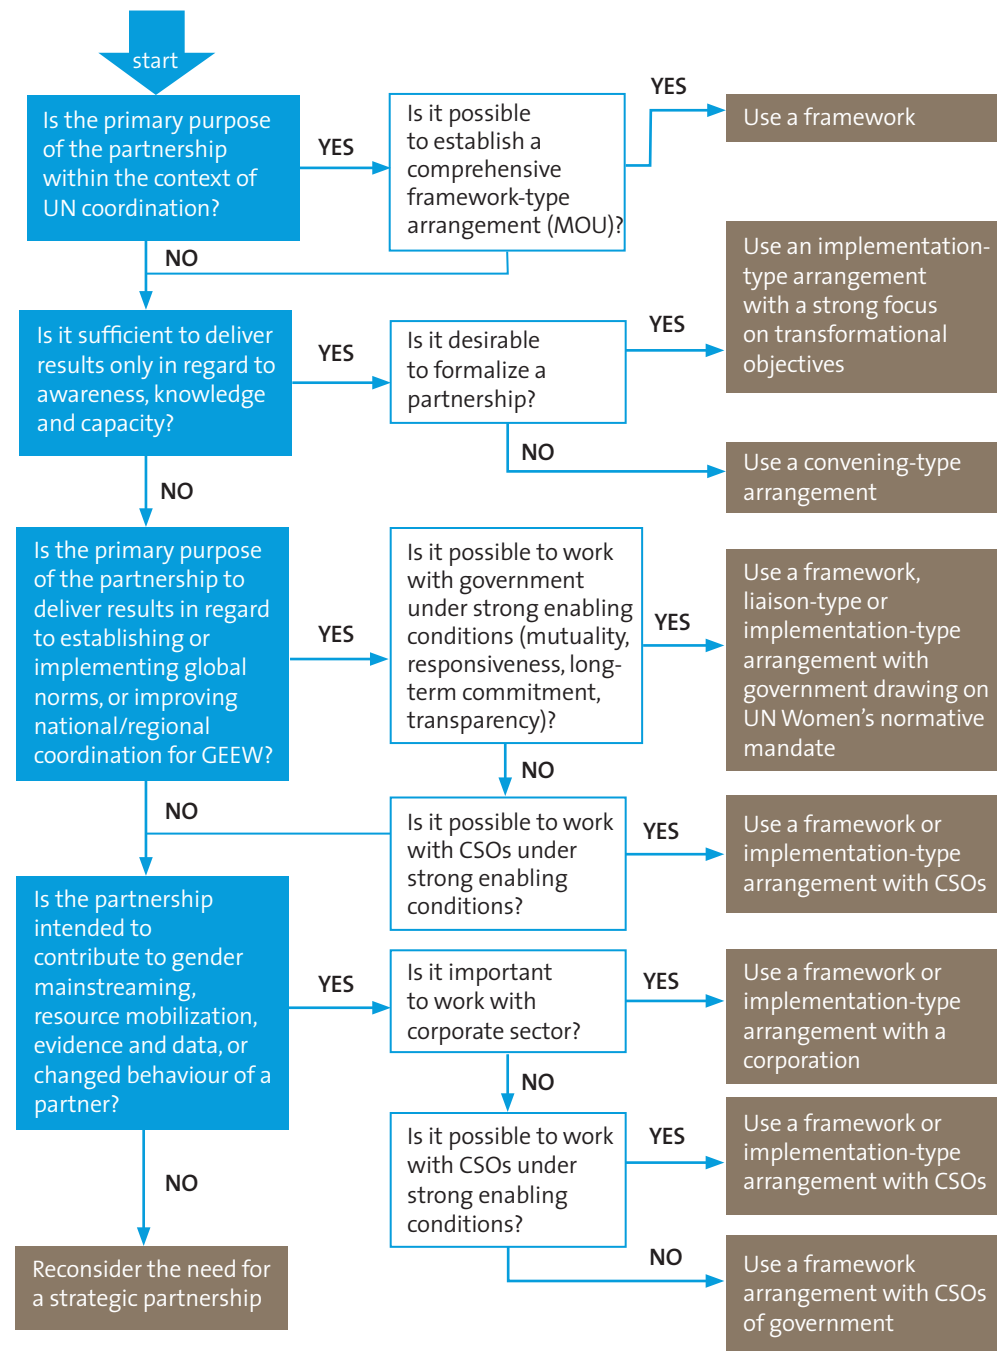 start
Is the primary purpose
of the partnership
within the context of
UN coordination?
YES
Is it possible
to establish a
comprehensive
framework-type
arrangement (MOU)?
YES
Use a framework
NO
Is it sufficient to deliver
results only in regard to
awareness, knowledge
and capacity?
YES
Is it desirable
to formalize a
partnership?
YES
Use an implementation-
type arrangement
with a strong focus
on transformational
objectives
NO
Use a convening-type
arrangement
NO
Is the primary purpose
of the partnership to
deliver results in regard
to establishing or
implementing global
norms, or improving
national/regional
coordination for GEEW?
YES
Is it possible to work
with government
under strong enabling
conditions (mutuality,
responsiveness, long-
term commitment,
transparency)?
YES
Use a framework,
liaison-type or
implementation-type
arrangement with
government drawing on
UN Women’s normative
mandate
NO
Is it possible to work
with CSOs under
strong enabling
conditions?
YES
Use a framework or
implementation-type
arrangement with CSOs
NO
Is the partnership
intended to
contribute to gender
mainstreaming,
resource mobilization,
evidence and data, or
changed behaviour of a
partner?
YES
Is it important
to work with
corporate sector?
YES
Use a framework or
implementation-type
arrangement with a
corporation
NO
Is it possible to work
with CSOs under
strong enabling
conditions?
YES
Use a framework or
implementation-type
arrangement with CSOs
NO
Use a framework
arrangement with CSOs
of government
NO
Reconsider the need for
a strategic partnership